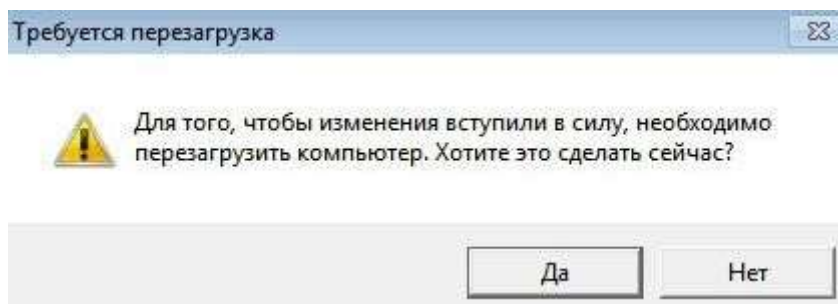 Требуется перезагрузка
Для того, чтобы изменения вступили в силу, необходимо
перезагрузить компьютер. Хотите это сделать сейчас?
Да
Нет